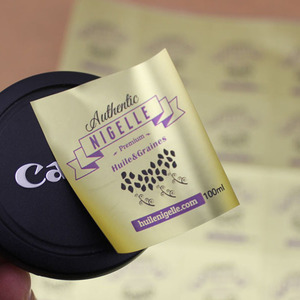 Authentic
NIGELLE
Premium
Huile&Graines
100ml
huilenigelle.com
Ca